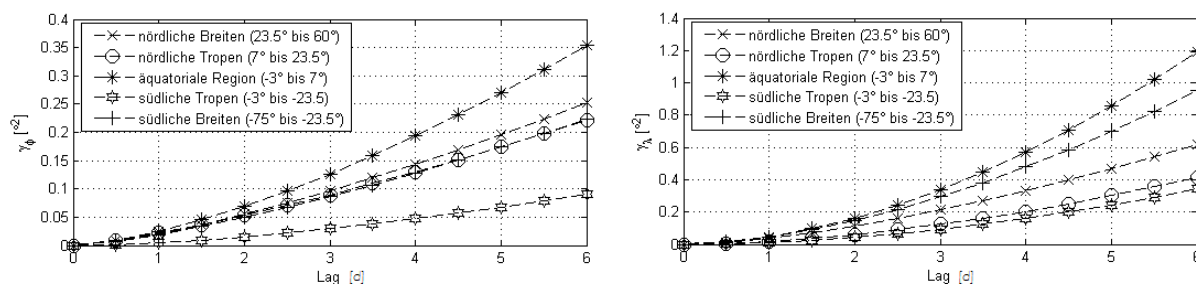 0.4
0.35
0.3
0.25
0.2
0.15
0.1
0.05
0
γϕ [°²]
nördliche Breiten (23.5° bis 60°)
nördliche Tropen (7° bis 23.5°)
äquatoriale Region (-3° bis 7°)
südliche Tropen (-3° bis -23.5)
südliche Breiten (-75° bis -23.5°)
0 1 2 3 4 5 6
Lag [d]
1.4
1.2
1
0.8
0.6
0.4
0.2
0
γλ [°²]
nördliche Breiten (23.5° bis 60°)
nördliche Tropen (7° bis 23.5°)
äquatoriale Region (-3° bis 7°)
südliche Tropen (-3° bis -23.5)
südliche Breiten (-75° bis -23.5°)
0 1 2 3 4 5 6
Lag [d]